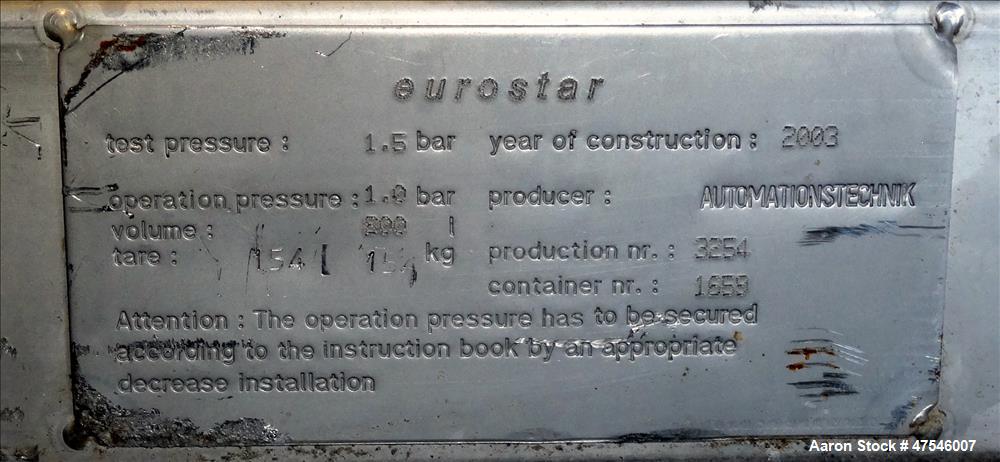 eurostar
test pressure : 1.5 bar year of construction : 2003
operation pressure : 1.0 bar producer : AUTOMATIONSTECHNIK
volume : l
tare : 154 kg production nr. : 3254
container nr. :
Attention : The operation pressure has to be secured
according to the instruction book by an appropriate
decrease installation
Aaron Stock # 47546007